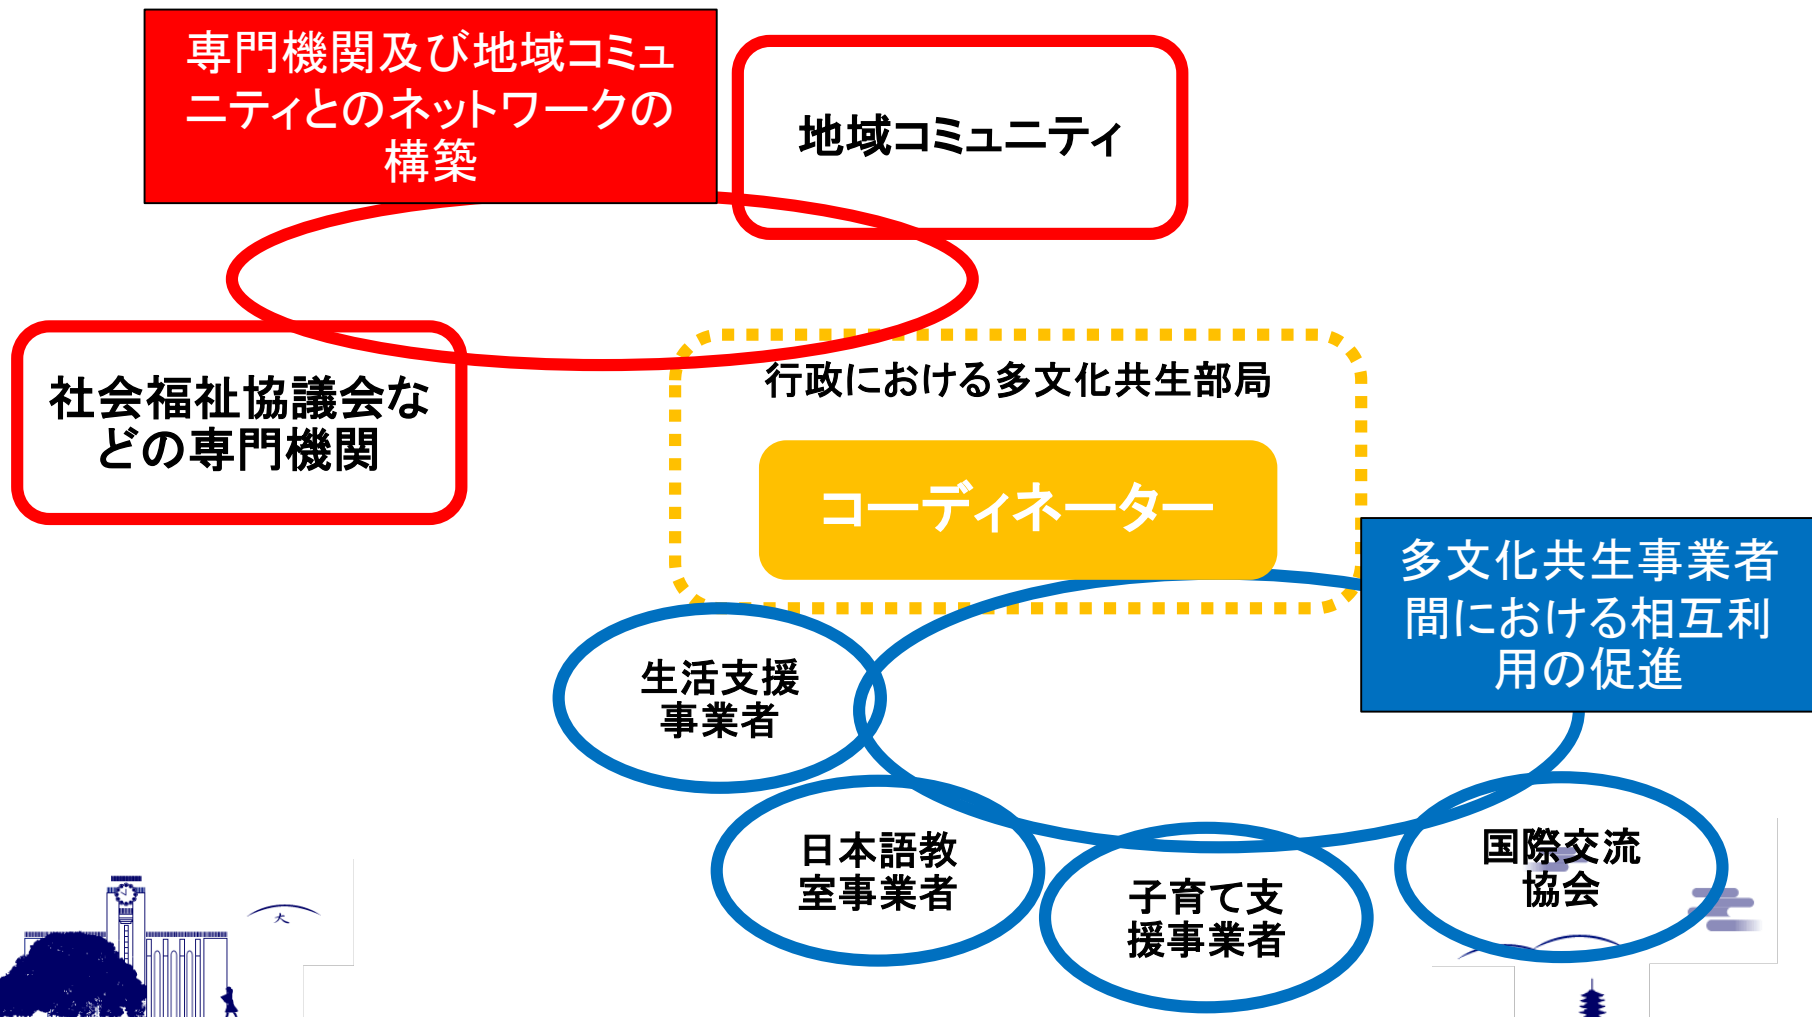 専門機関及び地域コミュ
ニティとのネットワークの
構築
地域コミュニティ
社会福祉協議会な
どの専門機関
行政における多文化共生部局
コーディネーター
多文化共生事業者
間における相互利
用の促進
生活支援
事業者
日本語教
室事業者
子育て支
援事業者
国際交流
協会
大